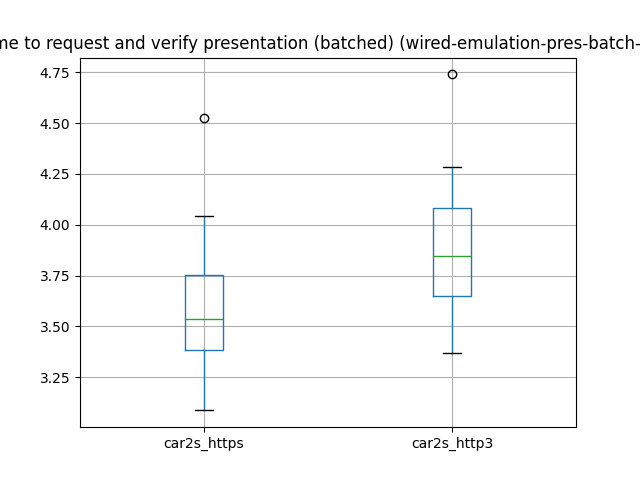 me to request and verify presentation (batched) (wired-emulation-pres-batch-
4.75
4.50
4.25
4.00
3.75
3.50
3.25
car2s_https
car2s_http3